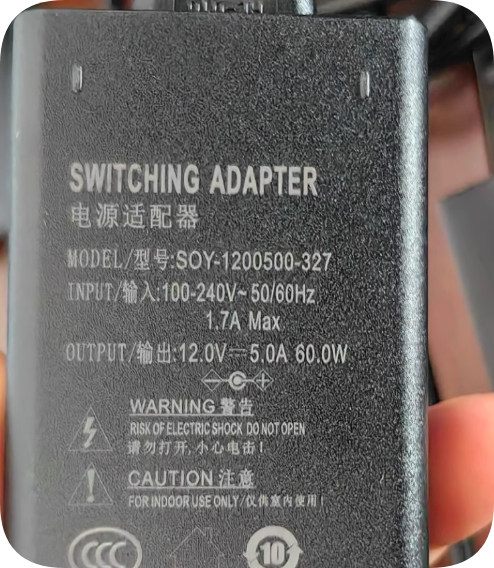 SWITCHING ADAPTER
电源适配器
MODEL/型号:SOY-1200500-327
INPUT/输入:100-240V~50/60Hz
1.7A Max
OUTPUT/输出:12.0V⎓5.0A 60.0W
WARNING 警告
RISK OF ELECTRIC SHOCK DO NOT OPEN
请勿打开,小心电击!
CAUTION 注意
FOR INDOOR USE ONLY/仅供室内使用!
CCC
10